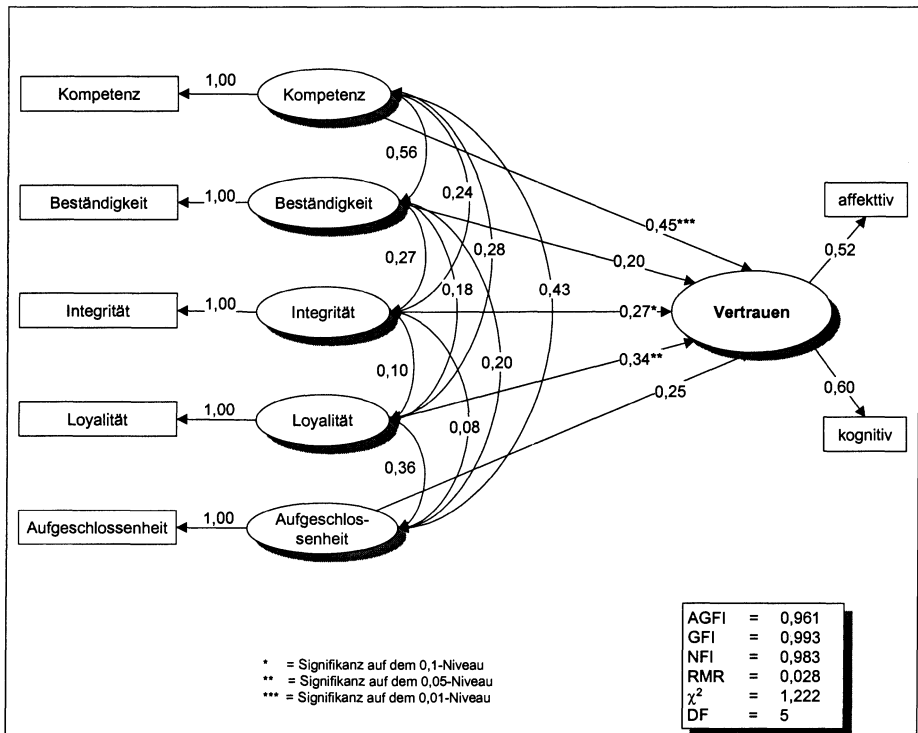 1,00
Kompetenz
Kompetenz
0,56
1,00
Beständigkeit
Beständigkeit
0,24
0,45***
affekttiv
0,52
0,27
0,28
0,20
0,18
0,43
1,00
Integrität
Integrität
0,27*
Vertrauen
0,10
0,20
0,34**
0,25
0,60
1,00
Loyalität
Loyalität
0,08
kognitiv
0,36
1,00
Aufgeschlossenheit
Aufgeschlos-
senheit
* = Signifikanz auf dem 0,1-Niveau
** = Signifikanz auf dem 0,05-Niveau
*** = Signifikanz auf dem 0,01-Niveau
AGFI = 0,961
GFI = 0,993
NFI = 0,983
RMR = 0,028
χ² = 1,222
DF = 5